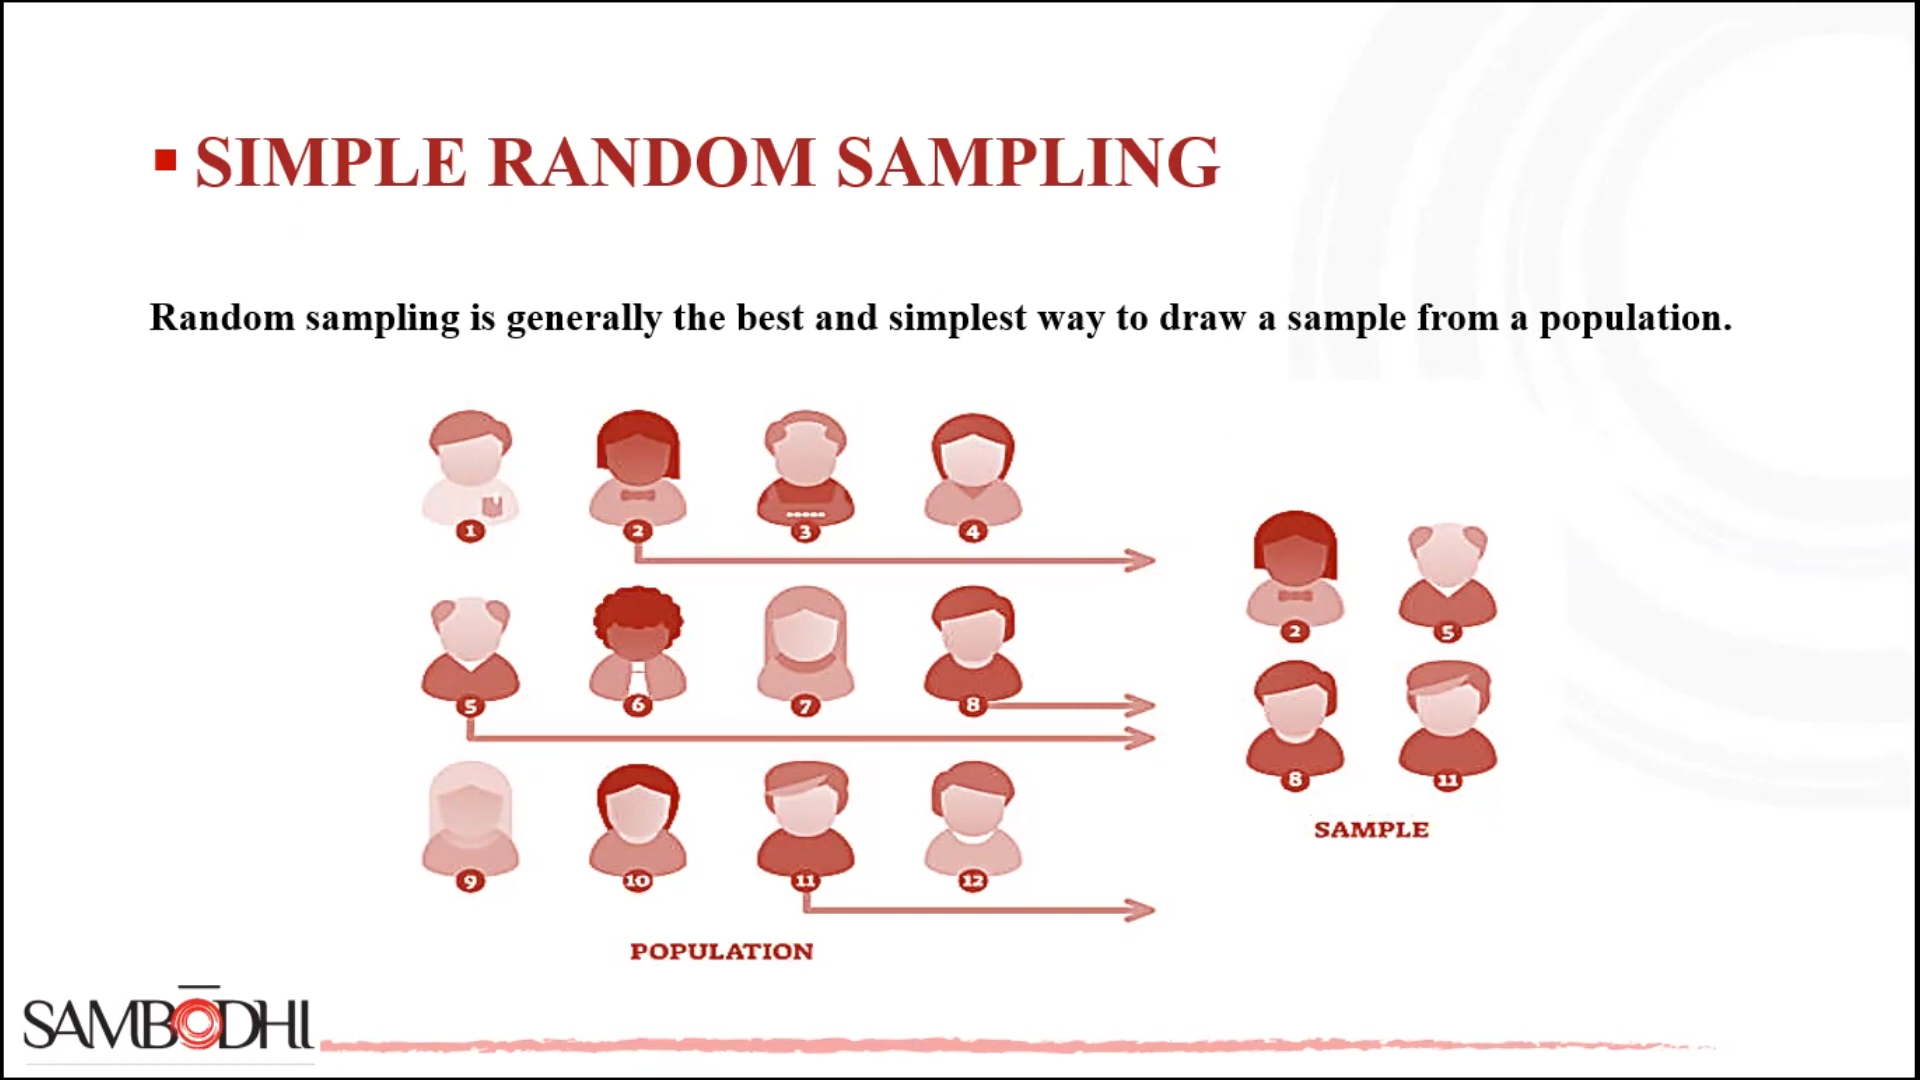 SIMPLE RANDOM SAMPLING
Random sampling is generally the best and simplest way to draw a sample from a population.
1 2 3 4
2 5
5 6 7 8
8 11
SAMPLE
9 10 11 12
POPULATION
SAMBŌDHI